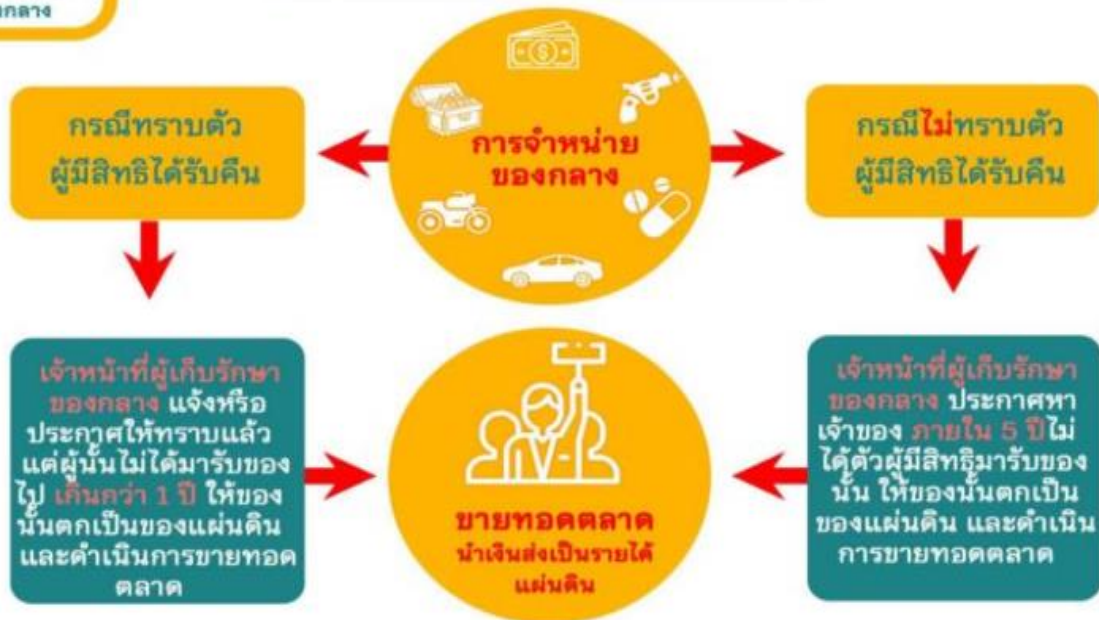 กลาง
การจำหน่าย
ของกลาง
กรณีทราบตัว
ผู้มีสิทธิได้รับคืน
กรณีไม่ทราบตัว
ผู้มีสิทธิได้รับคืน
เจ้าหน้าที่ผู้เก็บรักษา
ของกลาง แจ้งหรือ
ประกาศให้ทราบแล้ว
แต่ผู้นั้นไม่ได้มารับของ
ไป เกินกว่า 1 ปี ให้ของ
นั้นตกเป็นของแผ่นดิน
และดำเนินการขายทอด
ตลาด
ขายทอดตลาด
นำเงินส่งเป็นรายได้
แผ่นดิน
เจ้าหน้าที่ผู้เก็บรักษา
ของกลาง ประกาศหา
เจ้าของ ภายใน 5 ปีไม่
ได้ตัวผู้มีสิทธิมารับของ
นั้น ให้ของนั้นตกเป็น
ของแผ่นดิน และดำเนิน
การขายทอดตลาด